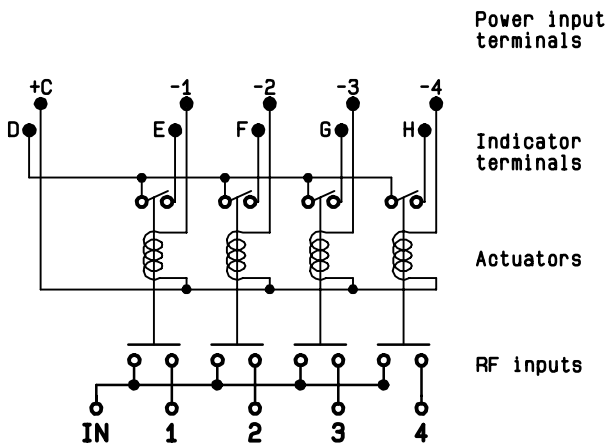 Power input
terminals
+C -1 -2 -3 -4
D E F G H
Indicator
terminals
Actuators
RF inputs
IN 1 2 3 4